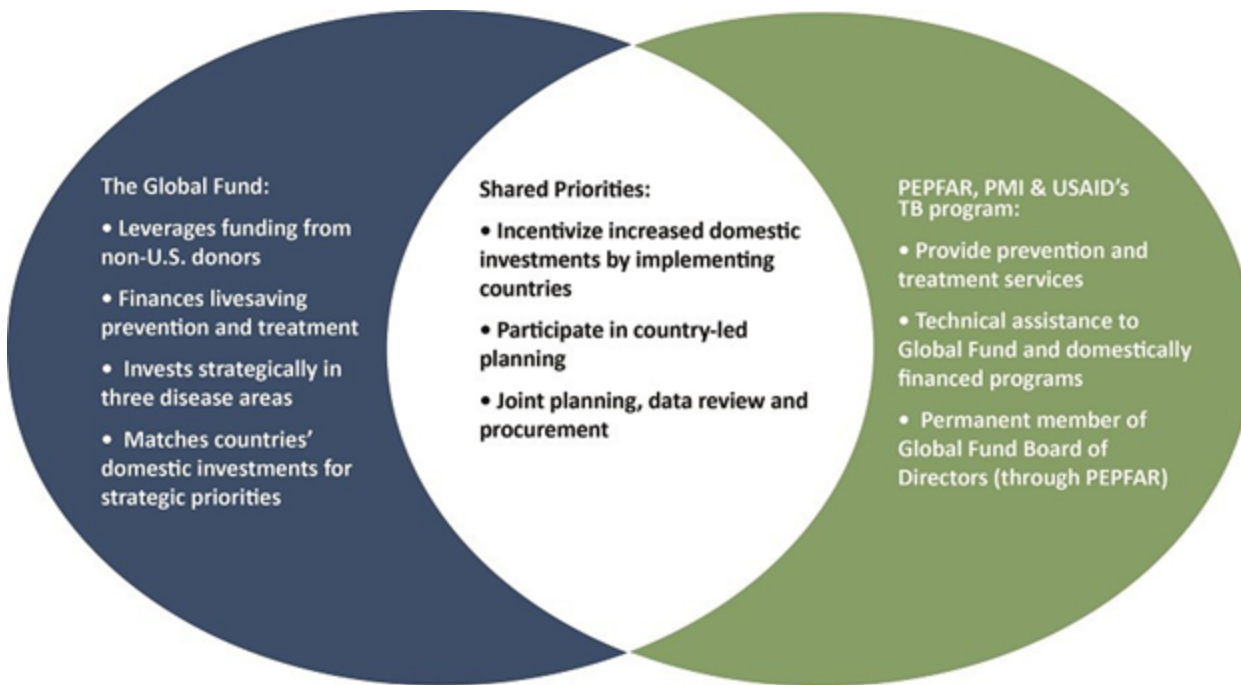 The Global Fund:
• Leverages funding from
non-U.S. donors
• Finances livesaving
prevention and treatment
• Invests strategically in
three disease areas
• Matches countries'
domestic investments for
strategic priorities
Shared Priorities:
• Incentivize increased domestic
investments by implementing
countries
• Participate in country-led
planning
• Joint planning, data review and
procurement
PEPFAR, PMI & USAID's
TB program:
• Provide prevention and
treatment services
• Technical assistance to
Global Fund and domestically
financed programs
• Permanent member of
Global Fund Board of
Directors (through PEPFAR)